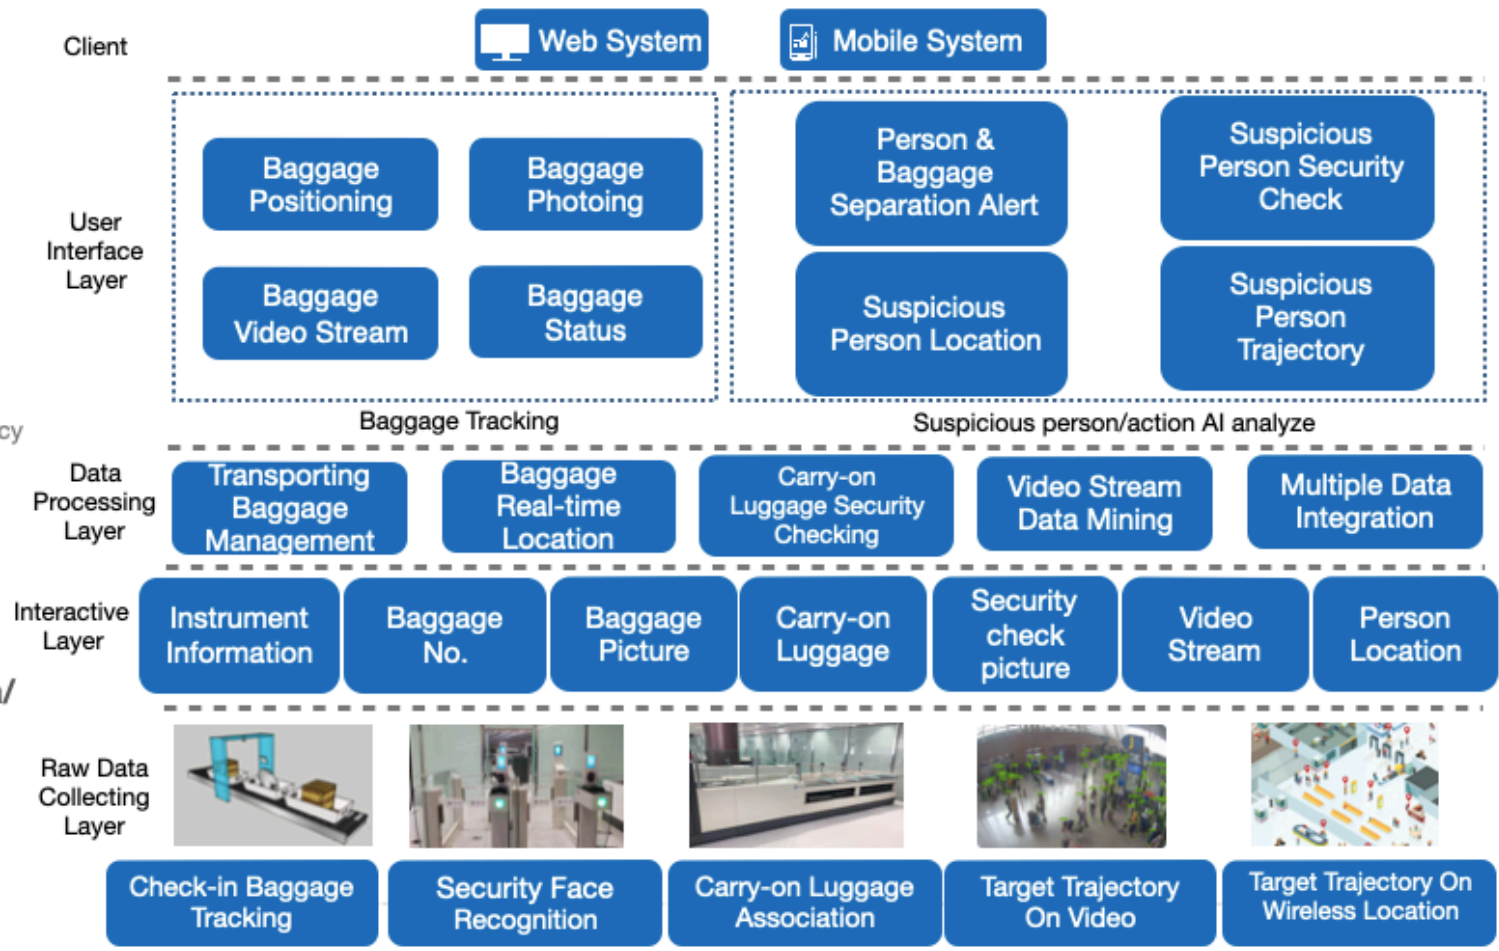 Client
Web System
Mobile System
User
Interface
Layer
Baggage
Positioning
Baggage
Photoing
Baggage
Video Stream
Baggage
Status
Baggage Tracking
Person &
Baggage
Separation Alert
Suspicious
Person Security
Check
Suspicious
Person Location
Suspicious
Person
Trajectory
Suspicious person/action AI analyze
cy
Data
Processing
Layer
Transporting
Baggage
Management
Baggage
Real-time
Location
Carry-on
Luggage Security
Checking
Video Stream
Data Mining
Multiple Data
Integration
Interactive
Layer
Instrument
Information
Baggage
No.
Baggage
Picture
Carry-on
Luggage
Security
check
picture
Video
Stream
Person
Location
Raw Data
Collecting
Layer
Check-in Baggage
Tracking
Security Face
Recognition
Carry-on Luggage
Association
Target Trajectory
On Video
Target Trajectory On
Wireless Location